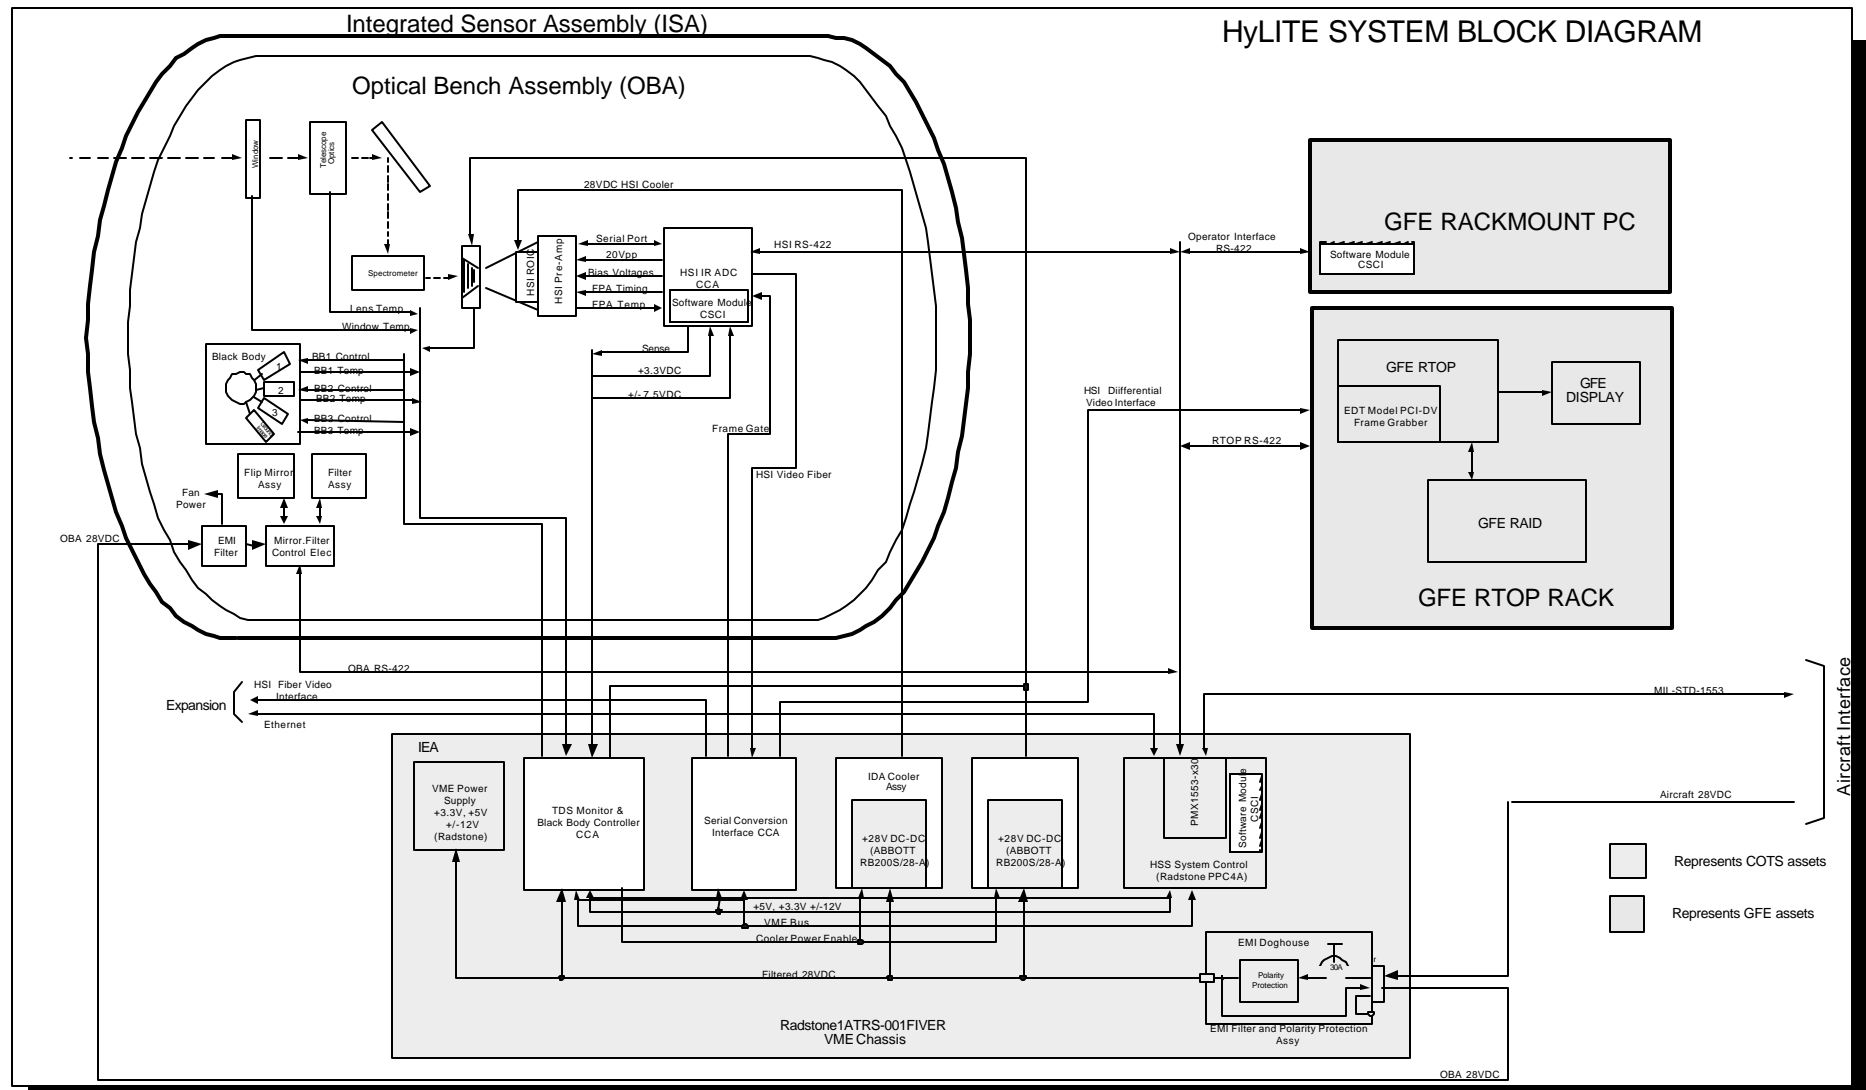 Integrated Sensor Assembly (ISA)
HyLITE SYSTEM BLOCK DIAGRAM
Optical Bench Assembly (OBA)
Window
Telescope
Optics
28VDC HSI Cooler
Spectrometer
HSI ROIC
HSI Pre-Amp
Serial Port
20Vpp
Bias Voltages
FPA Timing
FPA Temp
HSI IR ADC
CCA
Software Module
CSCI
HSI RS-422
Operator Interface
RS-422
GFE RACKMOUNT PC
Software Module
CSCI
Lens Temp
Window Temp
Black Body
1
2
3
BB1 Control
BB1 Temp
BB2 Control
BB2 Temp
BB3 Control
BB3 Temp
Sense
+3.3VDC
+/-7.5VDC
Frame Gate
HSI Video Fiber
HSI Diifferential
Video Interface
RTOP RS-422
GFE RTOP
EDT Model PCI-DV
Frame Grabber
GFE
DISPLAY
GFE RAID
GFE RTOP RACK
Flip Mirror
Assy
Filter
Assy
Fan
Power
OBA 28VDC
EMI
Filter
Mirror.Filter
Control Elec
OBA RS-422
HSI Fiber Video
Interface
Expansion
Ethernet
MIL-STD-1553
Aircraft Interface
Aircraft 28VDC
IEA
VME Power
Supply
+3.3V, +5V
+/-12V
(Radstone)
TDS Monitor &
Black Body Controller
CCA
Serial Conversion
Interface CCA
IDA Cooler
Assy
+28V DC-DC
(ABBOTT
RB200S/28-A)
+28V DC-DC
(ABBOTT
RB200S/28-A)
PMX1553-x30
Software Module
CSCI
HSS System Control
(Radstone PPC4A)
+5V, +3.3V +/-12V
VME Bus
Cooler Power Enable
Filtered 28VDC
EMI Doghouse
30A
r
Polarity
Protection
EMI Filter and Polarity Protection
Assy
Radstone1ATRS-001FIVER
VME Chassis
OBA 28VDC
Represents COTS assets
Represents GFE assets